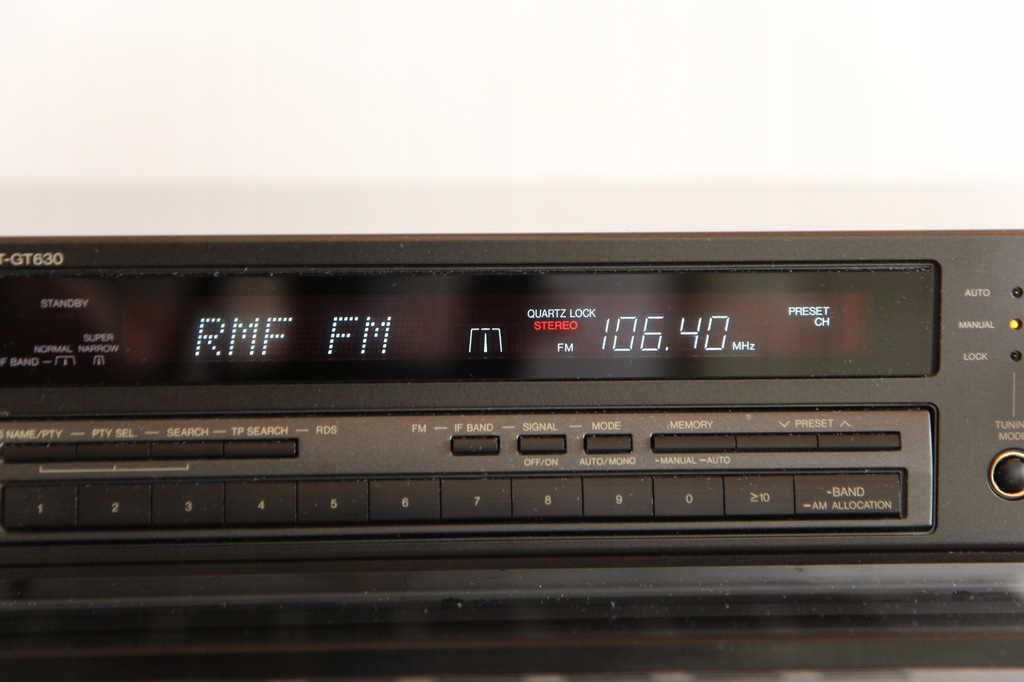 T-GT630
STANDBY
SUPER
NORMAL NARROW
IF BAND
RMF FM
QUARTZ LOCK
STEREO
FM
106.40 MHz
PRESET
CH
AUTO
MANUAL
LOCK
TUNING
MODE
NAME/PTY PTY SEL. SEARCH TP SEARCH RDS
FM IF BAND SIGNAL MODE MEMORY PRESET
OFF/ON AUTO/MONO -MANUAL -AUTO
1 2 3 4 5 6 7 8 9 0 ≥10 -BAND
-AM ALLOCATION